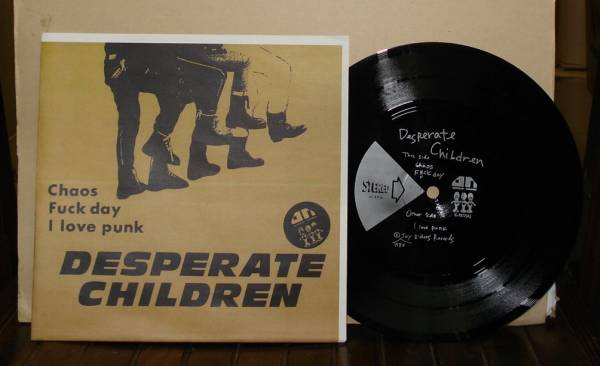 Chaos
Fuck day
I love punk
DESPERATE
CHILDREN
Desperate
Children
This side
chaos
Fuck day
STEREO
Other side
I love punk